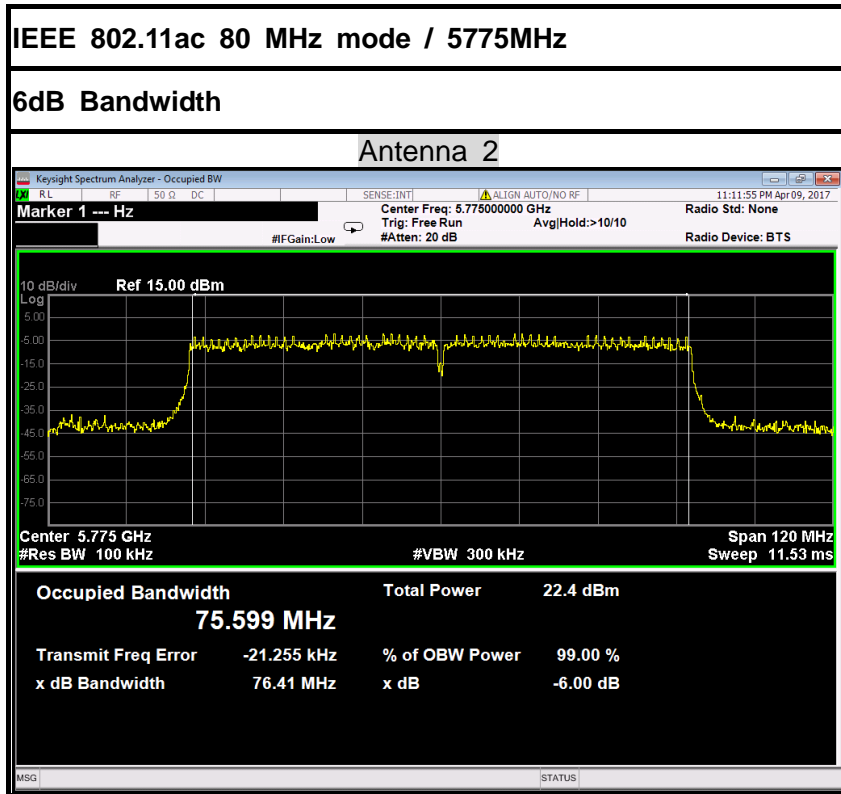 IEEE 802.11ac 80 MHz mode / 5775MHz
6dB Bandwidth
Antenna 2
Keysight Spectrum Analyzer - Occupied BW
LXI RL RF 50 Ω DC SENSE:INT ALIGN AUTO/NO RF 11:11:55 PM Apr 09, 2017
Marker 1 --- Hz Center Freq: 5.775000000 GHz Radio Std: None
Trig: Free Run Avg|Hold:>10/10
#IFGain:Low #Atten: 20 dB Radio Device: BTS
10 dB/div Ref 15.00 dBm
Log
5.00
-5.00
-15.0
-25.0
-35.0
-45.0
-55.0
-65.0
-75.0
Center 5.775 GHz Span 120 MHz
#Res BW 100 kHz #VBW 300 kHz Sweep 11.53 ms
Occupied Bandwidth Total Power 22.4 dBm
75.599 MHz
Transmit Freq Error -21.255 kHz % of OBW Power 99.00 %
x dB Bandwidth 76.41 MHz x dB -6.00 dB
MSG STATUS